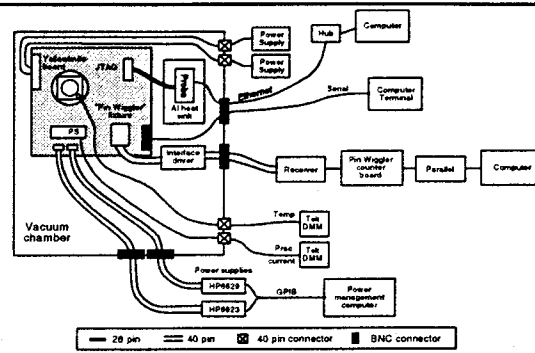 Power
Supply
Power
Supply
Hub
Computer
Yellowknife
Board
JTAG
Probe
Al heat
sink
Ethernet
Serial
Computer
Terminal
"Pin Wiggler"
fixture
PS
Interface
driver
Receiver
Pin Wiggler
counter
board
Parallel
Computer
Vacuum
chamber
Temp
Tek
DMM
Proc
current
Tek
DMM
Power supplies
HP6629
HP6623
GPIB
Power
management
computer
26 pin
40 pin
40 pin connector
BNC connector